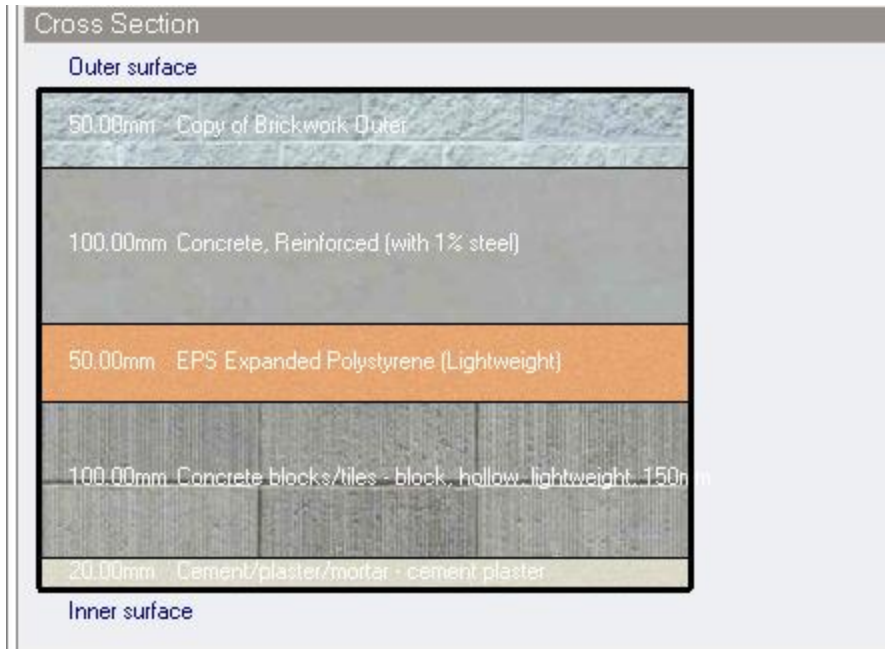 Cross Section
Outer surface
50.00mm - Copy of Brickwork Outer
100.00mm Concrete, Reinforced (with 1% steel)
50.00mm EPS Expanded Polystyrene (Lightweight)
100.00mm Concrete blocks/tiles - block, hollow, lightweight, 150mm
20.00mm Cement/plaster/mortar - cement plaster
Inner surface